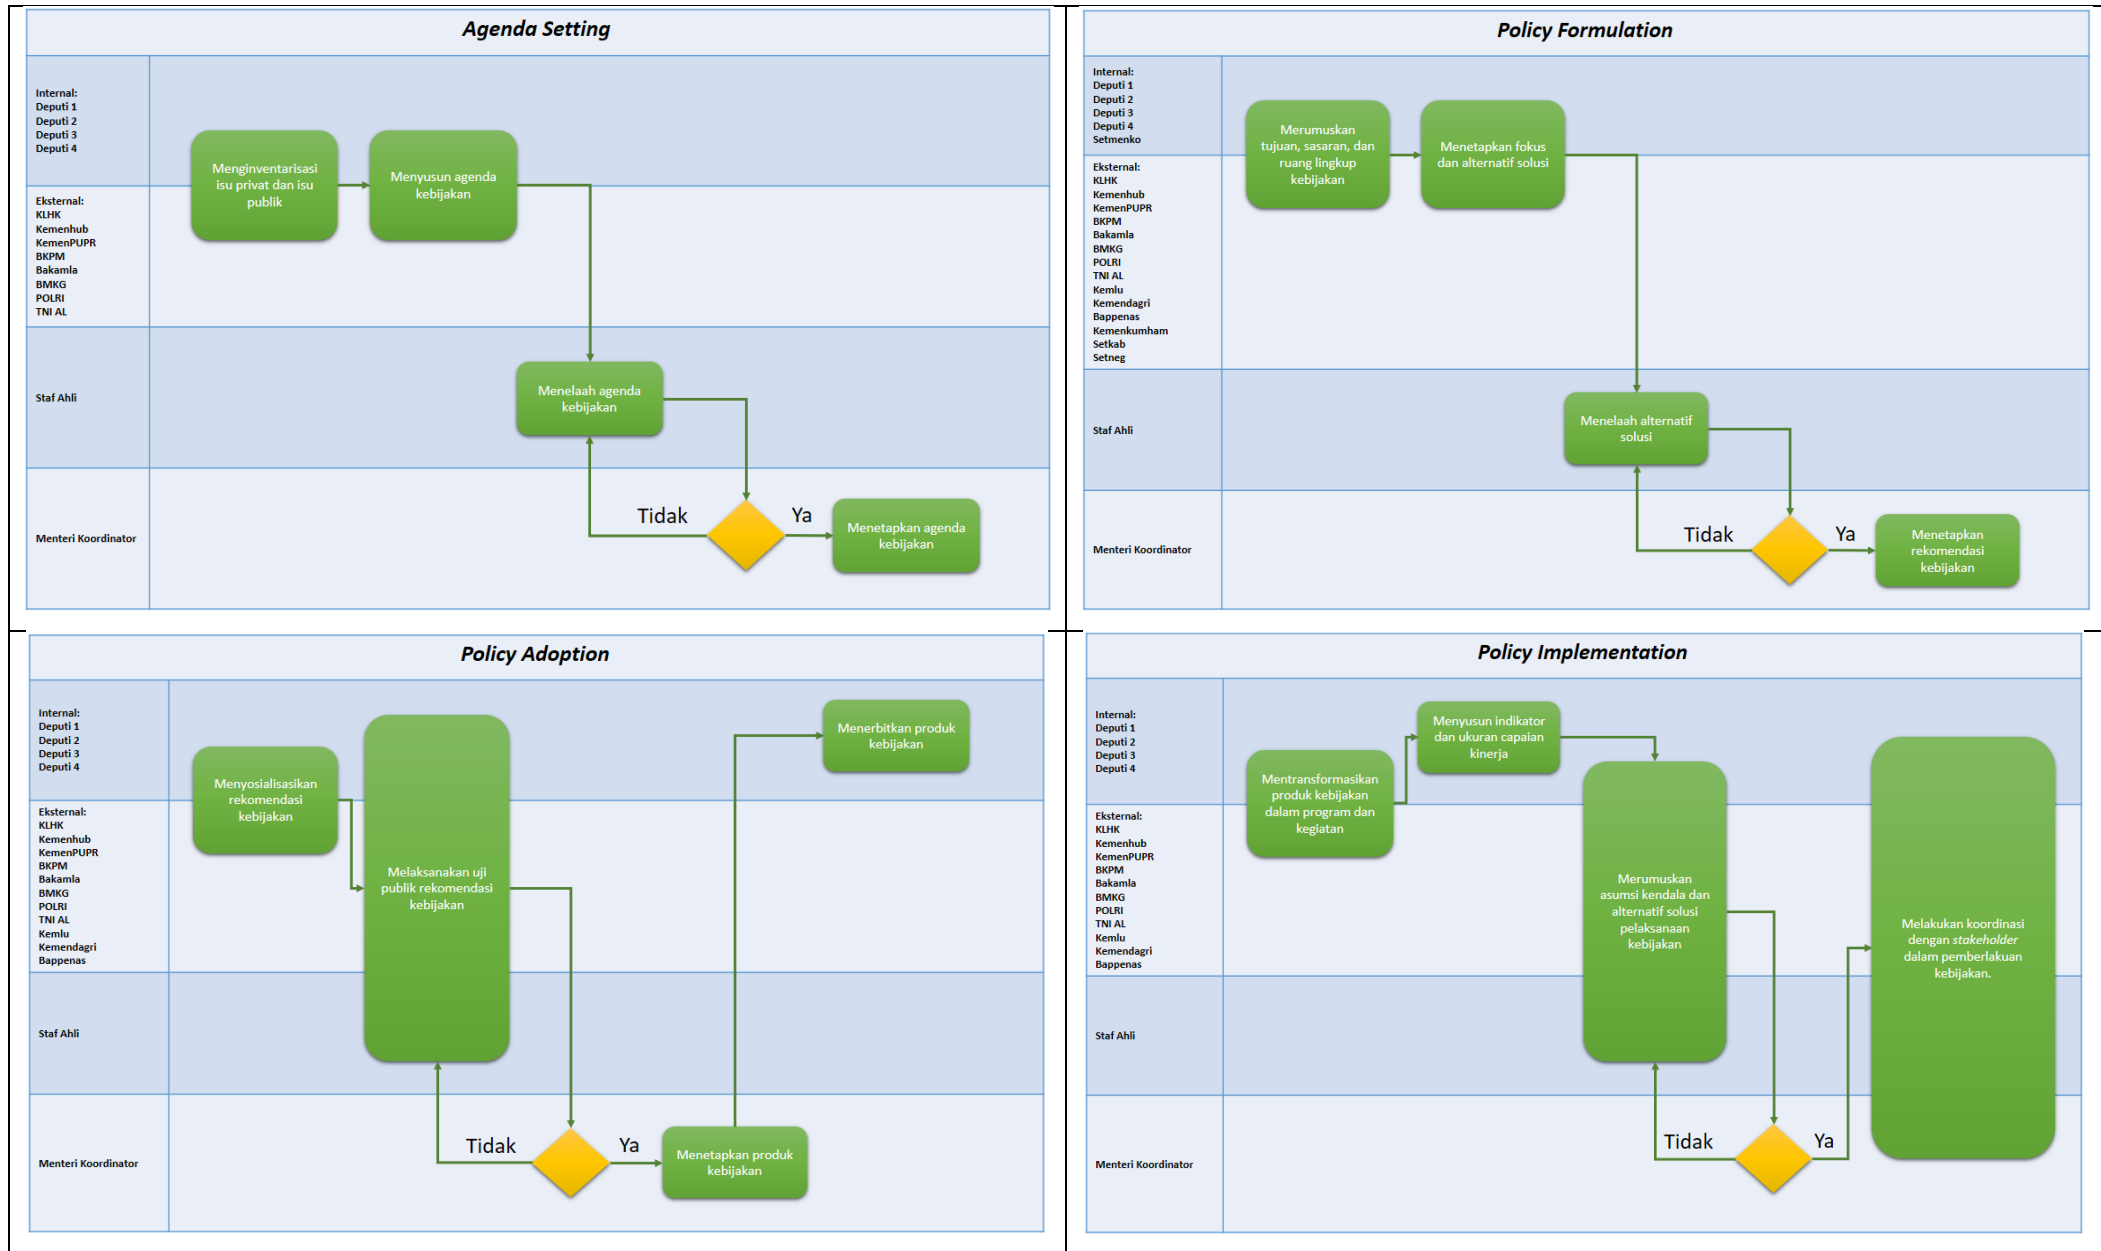 Agenda Setting
Internal:
Deputi 1
Deputi 2
Deputi 3
Deputi 4
Eksternal:
KLHK
Kemenhub
KemenPUPR
BKPM
Bakamla
BMKG
POLRI
TNI AL
Staf Ahli
Menteri Koordinator
Menginventarisasi
isu privat dan isu
publik
Menyusun agenda
kebijakan
Menelaah agenda
kebijakan
Tidak
Ya
Menetapkan agenda
kebijakan
Policy Formulation
Internal:
Deputi 1
Deputi 2
Deputi 3
Deputi 4
Setmenko
Eksternal:
KLHK
Kemenhub
KemenPUPR
BKPM
Bakamla
BMKG
POLRI
TNI AL
Kemlu
Kemendagri
Bappenas
Kemenkumham
Setkab
Setneg
Staf Ahli
Menteri Koordinator
Merumuskan
tujuan, sasaran, dan
ruang lingkup
kebijakan
Menetapkan fokus
dan alternatif solusi
Menelaah alternatif
solusi
Tidak
Ya
Menetapkan
rekomendasi
kebijakan
Policy Adoption
Internal:
Deputi 1
Deputi 2
Deputi 3
Deputi 4
Eksternal:
KLHK
Kemenhub
KemenPUPR
BKPM
Bakamla
BMKG
POLRI
TNI AL
Kemlu
Kemendagri
Bappenas
Staf Ahli
Menteri Koordinator
Menyosialisasikan
rekomendasi
kebijakan
Melaksanakan uji
publik rekomendasi
kebijakan
Tidak
Ya
Menetapkan produk
kebijakan
Menerbitkan produk
kebijakan
Policy Implementation
Internal:
Deputi 1
Deputi 2
Deputi 3
Deputi 4
Eksternal:
KLHK
Kemenhub
KemenPUPR
BKPM
Bakamla
BMKG
POLRI
TNI AL
Kemlu
Kemendagri
Bappenas
Staf Ahli
Menteri Koordinator
Mentransformasikan
produk kebijakan
dalam program dan
kegiatan
Menyusun indikator
dan ukuran capaian
kinerja
Merumuskan
asumsi kendala dan
alternatif solusi
pelaksanaan
kebijakan
Tidak
Ya
Melakukan koordinasi
dengan stakeholder
dalam pemberlakuan
kebijakan.